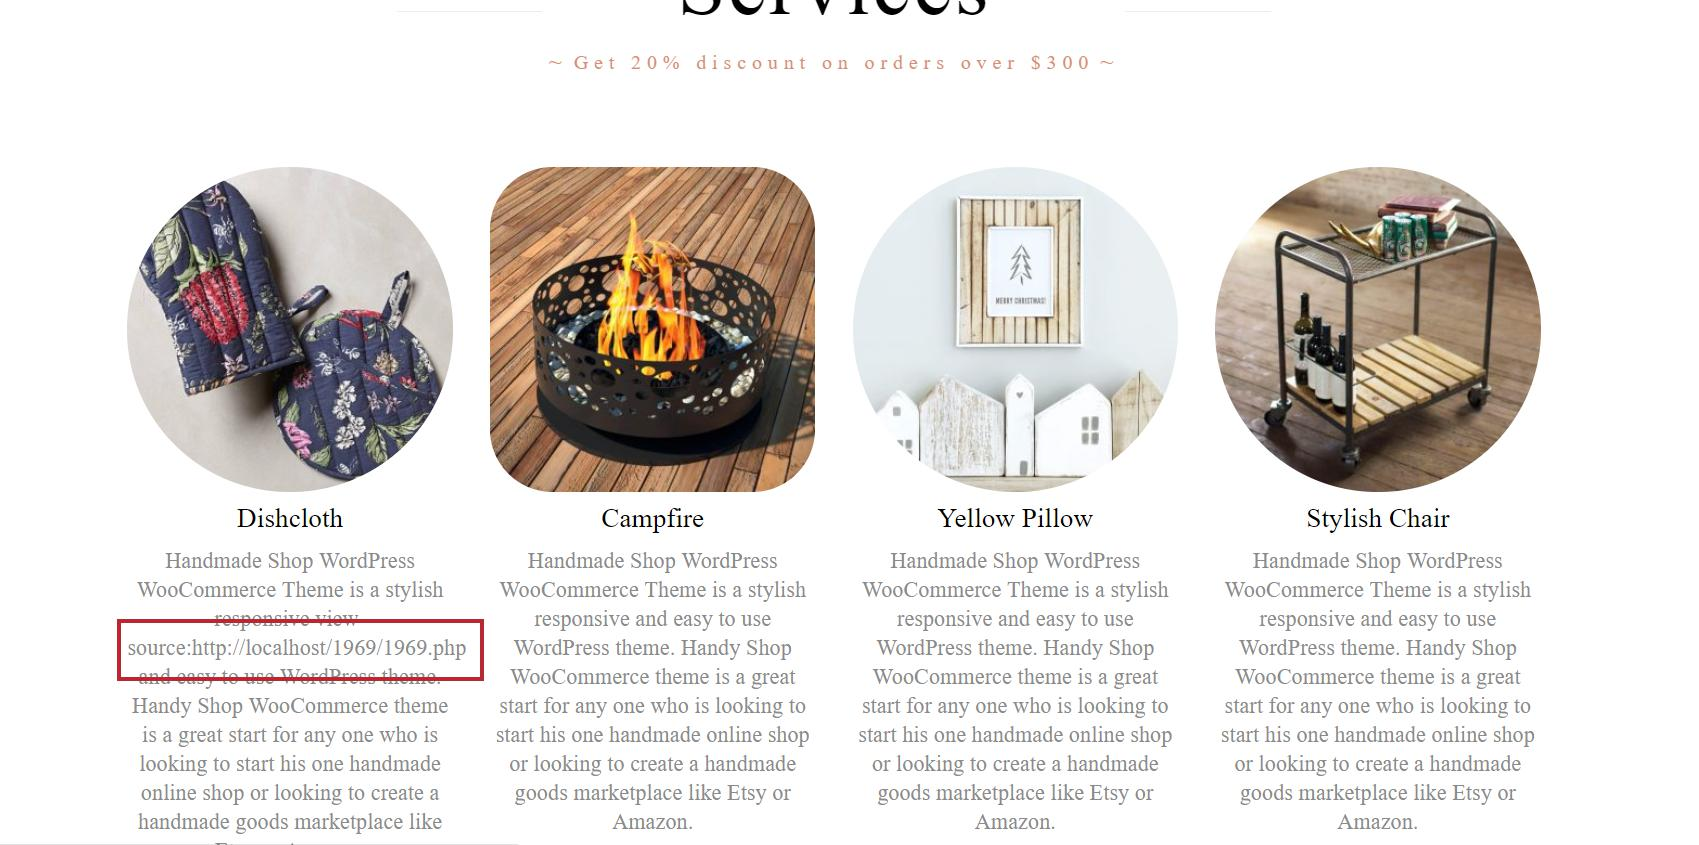 Services
~ Get 20% discount on orders over $300 ~
MERRY CHRISTMAS!
Dishcloth
Handmade Shop WordPress
WooCommerce Theme is a stylish
responsive view-
source:http://localhost/1969/1969.php
and easy to use WordPress theme.
Handy Shop WooCommerce theme
is a great start for any one who is
looking to start his one handmade
online shop or looking to create a
handmade goods marketplace like
Campfire
Handmade Shop WordPress
WooCommerce Theme is a stylish
responsive and easy to use
WordPress theme. Handy Shop
WooCommerce theme is a great
start for any one who is looking to
start his one handmade online shop
or looking to create a handmade
goods marketplace like Etsy or
Amazon.
Yellow Pillow
Handmade Shop WordPress
WooCommerce Theme is a stylish
responsive and easy to use
WordPress theme. Handy Shop
WooCommerce theme is a great
start for any one who is looking to
start his one handmade online shop
or looking to create a handmade
goods marketplace like Etsy or
Amazon.
Stylish Chair
Handmade Shop WordPress
WooCommerce Theme is a stylish
responsive and easy to use
WordPress theme. Handy Shop
WooCommerce theme is a great
start for any one who is looking to
start his one handmade online shop
or looking to create a handmade
goods marketplace like Etsy or
Amazon.